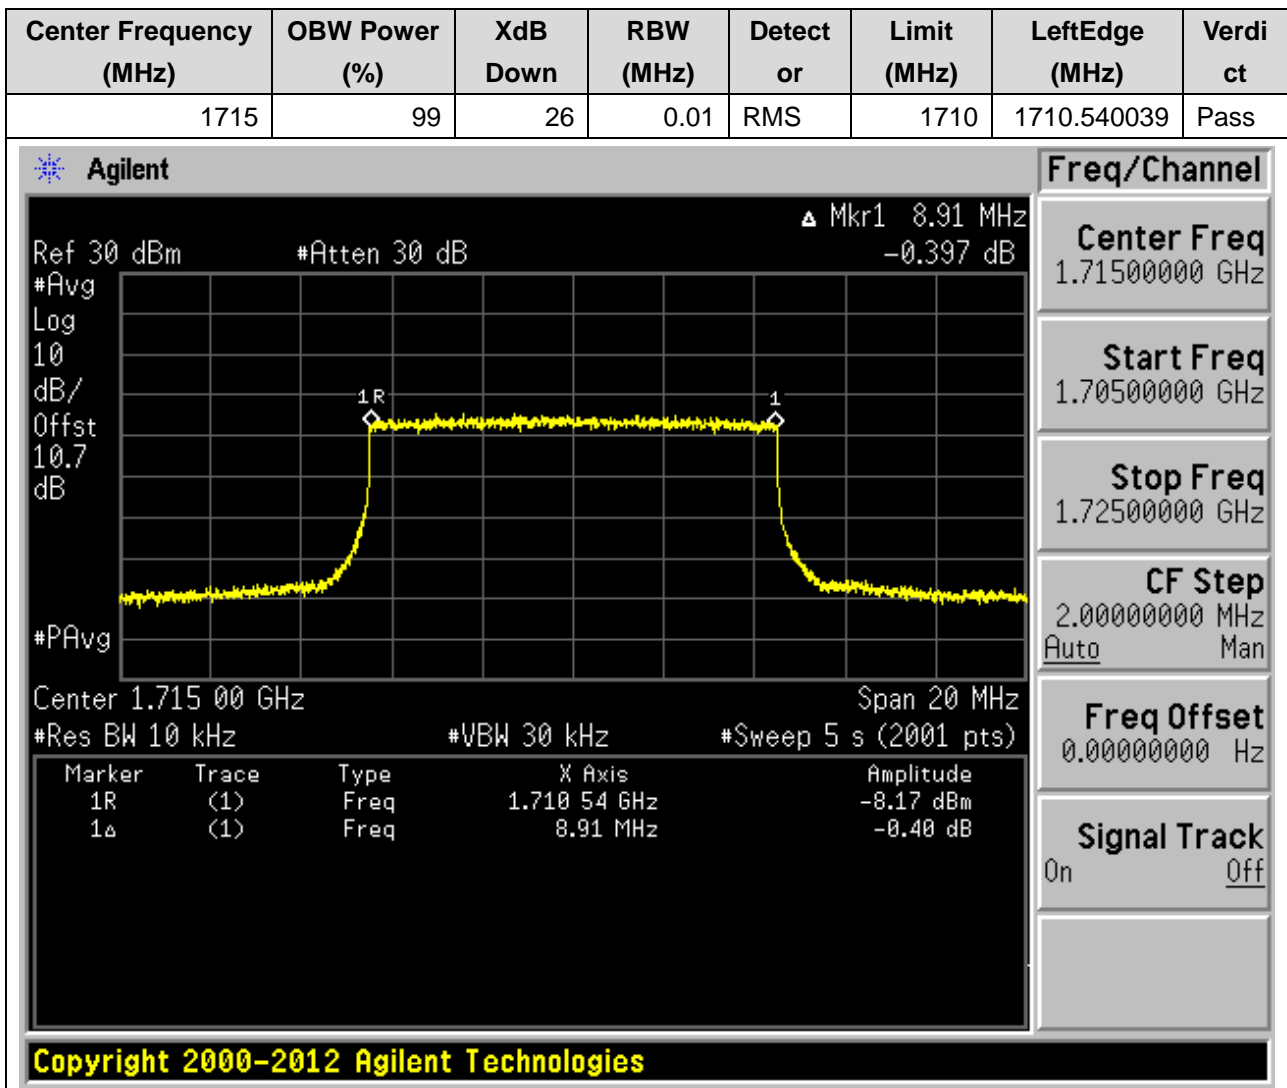 Center Frequency (MHz) OBW Power (%) XdB Down RBW (MHz) Detect or Limit (MHz) LeftEdge (MHz) Verdi ct
1715 99 26 0.01 RMS 1710 1710.540039 Pass
Agilent
Freq/Channel
Δ Mkr1 8.91 MHz
Ref 30 dBm #Atten 30 dB -0.397 dB
#Avg
Log
10
dB/
Offst
10.7
dB
#PAvg
1R
1
Center 1.715 00 GHz Span 20 MHz
#Res BW 10 kHz #VBW 30 kHz #Sweep 5 s (2001 pts)
Marker Trace Type X Axis Amplitude
1R (1) Freq 1.710 54 GHz -8.17 dBm
1Δ (1) Freq 8.91 MHz -0.40 dB
Center Freq
1.71500000 GHz
Start Freq
1.70500000 GHz
Stop Freq
1.72500000 GHz
CF Step
2.00000000 MHz
Auto Man
Freq Offset
0.00000000 Hz
Signal Track
On Off
Copyright 2000-2012 Agilent Technologies